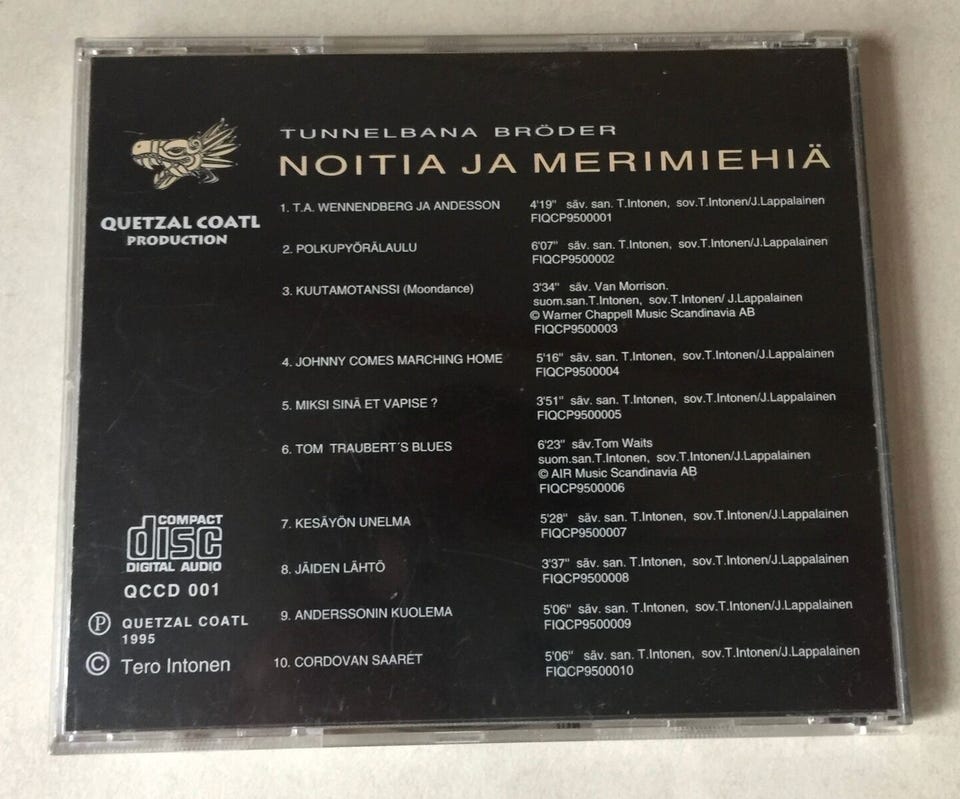 TUNNELBANA BRÖDER
NOITIA JA MERIMIEHIÄ
QUETZAL COATL
PRODUCTION
1. T.A. WENNENDBERG JA ANDESSON 4'19" säv. san. T.Intonen, sov.T.Intonen/J.Lappalainen
FIQCP9500001
2. POLKUPYÖRÄLAULU 6'07" säv. san. T.Intonen, sov.T.Intonen/J.Lappalainen
FIQCP9500002
3. KUUTAMOTANSSI (Moondance) 3'34" säv. Van Morrison.
suom.san.T.Intonen, sov.T.Intonen/ J.Lappalainen
© Warner Chappell Music Scandinavia AB
FIQCP9500003
4. JOHNNY COMES MARCHING HOME 5'16" säv. san. T.Intonen, sov.T.Intonen/J.Lappalainen
FIQCP9500004
5. MIKSI SINÄ ET VAPISE ? 3'51" säv. san. T.Intonen, sov.T.Intonen/J.Lappalainen
FIQCP9500005
6. TOM TRAUBERT´S BLUES 6'23" säv.Tom Waits
suom.san.T.Intonen, sov.T.Intonen/J.Lappalainen
© AIR Music Scandinavia AB
FIQCP9500006
7. KESÄYÖN UNELMA 5'28" säv. san. T.Intonen, sov.T.Intonen/J.Lappalainen
FIQCP9500007
8. JÄIDEN LÄHTÖ 3'37" säv. san. T.Intonen, sov.T.Intonen/J.Lappalainen
FIQCP9500008
9. ANDERSSONIN KUOLEMA 5'06" säv. san. T.Intonen, sov.T.Intonen/J.Lappalainen
FIQCP9500009
10. CORDOVAN SAARET 5'06" säv. san. T.Intonen, sov.T.Intonen/J.Lappalainen
FIQCP95000010
COMPACT
disc
DIGITAL AUDIO
QCCD 001
Ⓟ QUETZAL COATL
1995
© Tero Intonen